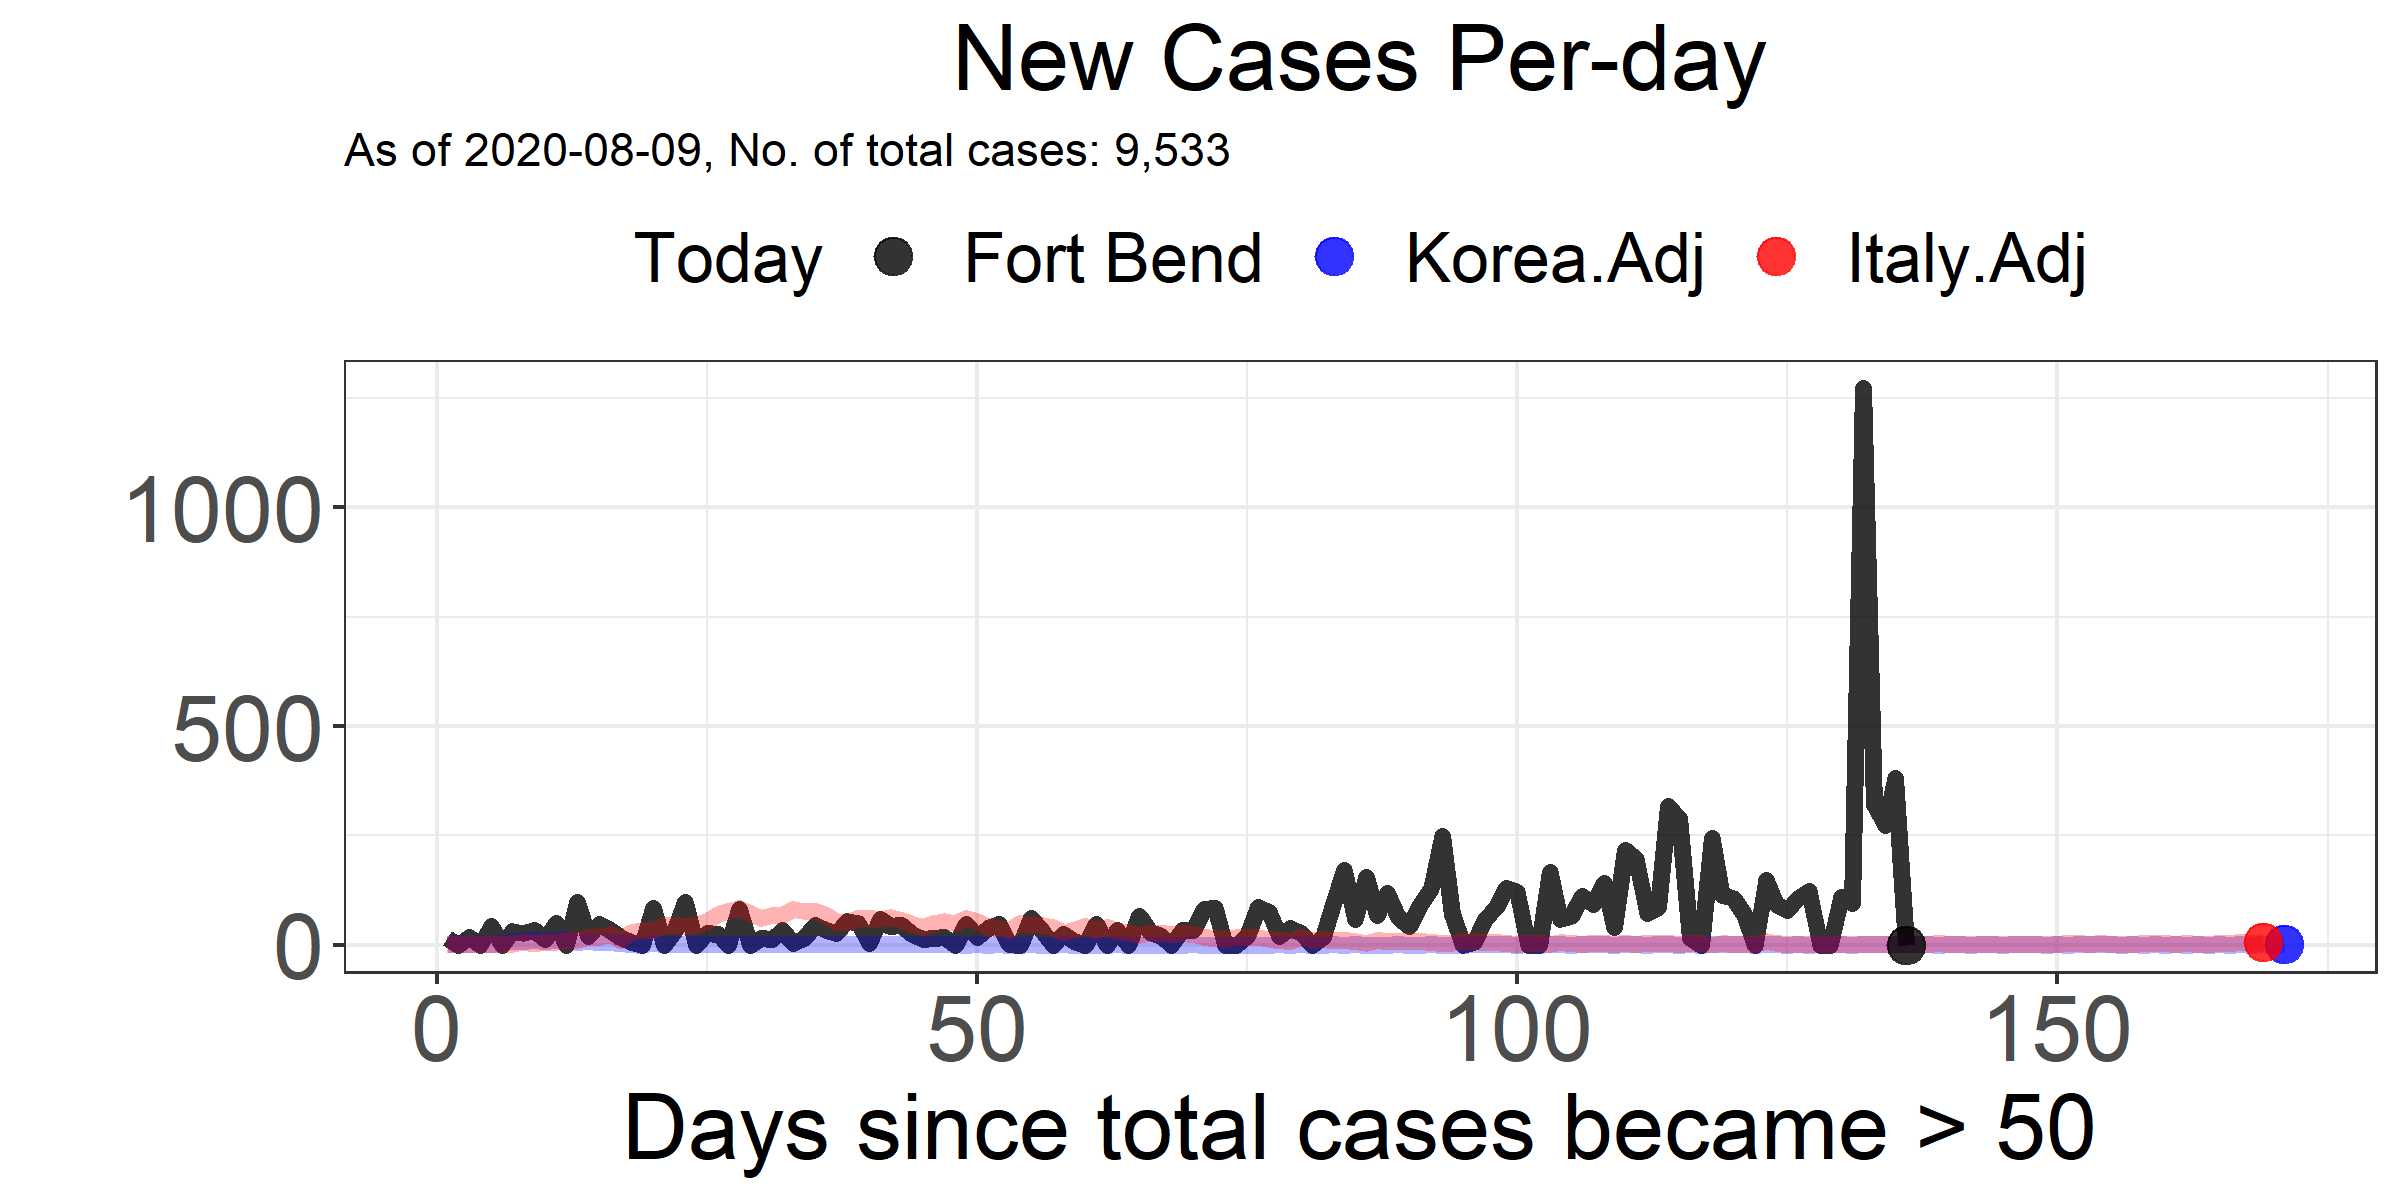 New Cases Per-day
As of 2020-08-09, No. of total cases: 9,533
Today Fort Bend Korea.Adj Italy.Adj
1000
500
0
0 50 100 150
Days since total cases became > 50